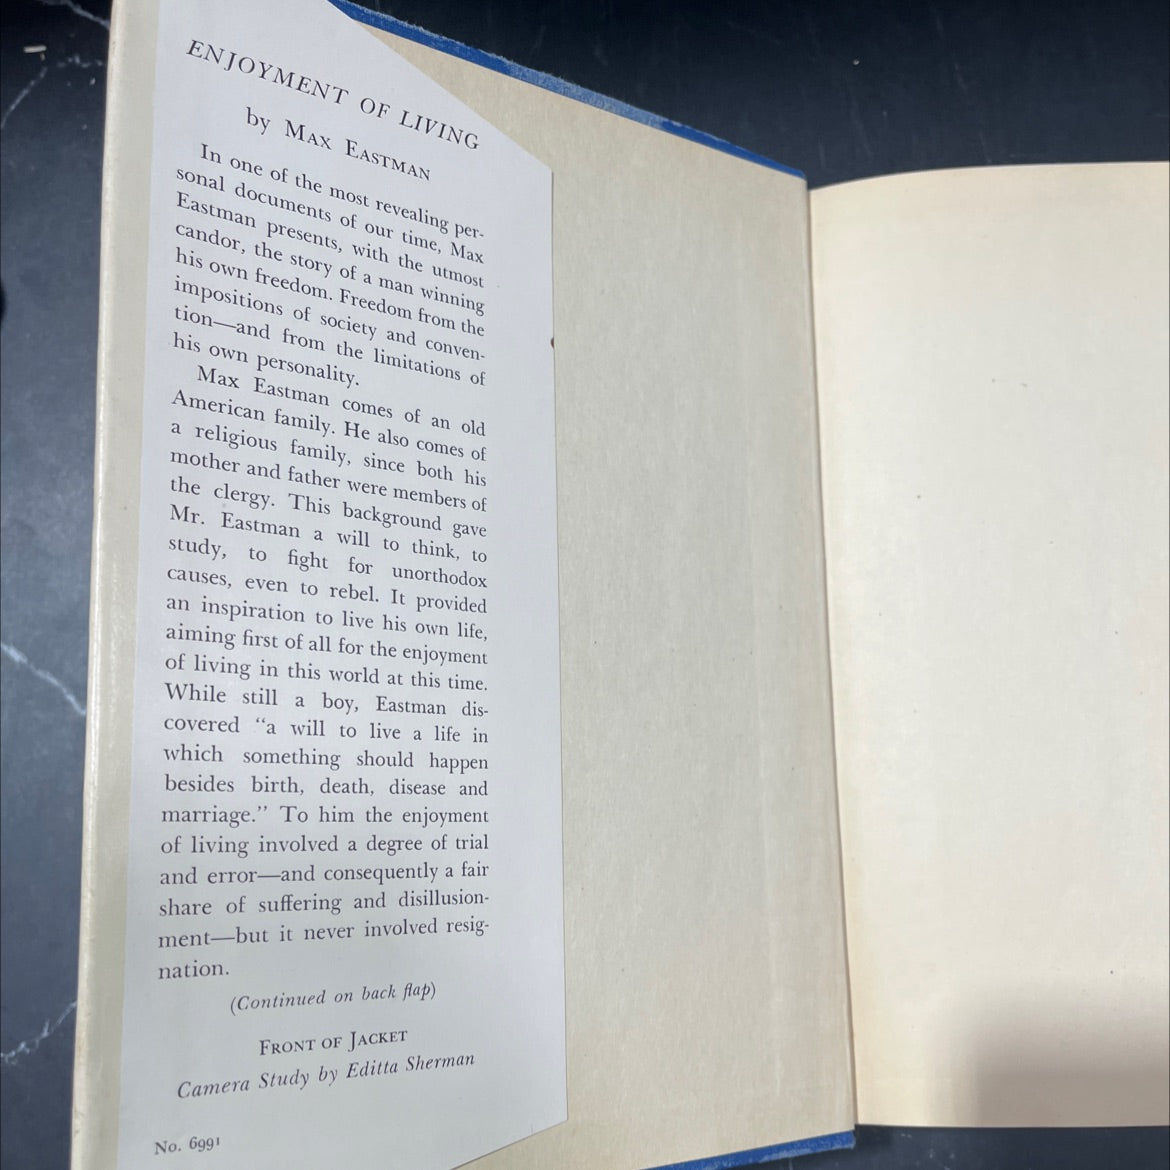 ENJOYMENT OF LIVING
by MAX EASTMAN
In one of the most revealing per-
sonal documents of our time, Max
Eastman presents, with the utmost
candor, the story of a man winning
his own freedom. Freedom from the
impositions of society and conven-
tion—and from the limitations of
his own personality.
Max Eastman comes of an old
American family. He also comes of
a religious family, since both his
mother and father were members of
the clergy. This background gave
Mr. Eastman a will to think, to
study, to fight for unorthodox
causes, even to rebel. It provided
an inspiration to live his own life,
aiming first of all for the enjoyment
of living in this world at this time.
While still a boy, Eastman dis-
covered “a will to live a life in
which something should happen
besides birth, death, disease and
marriage.” To him the enjoyment
of living involved a degree of trial
and error—and consequently a fair
share of suffering and disillusion-
ment—but it never involved resig-
nation.
(Continued on back flap)
FRONT OF JACKET
Camera Study by Editta Sherman
No. 6991